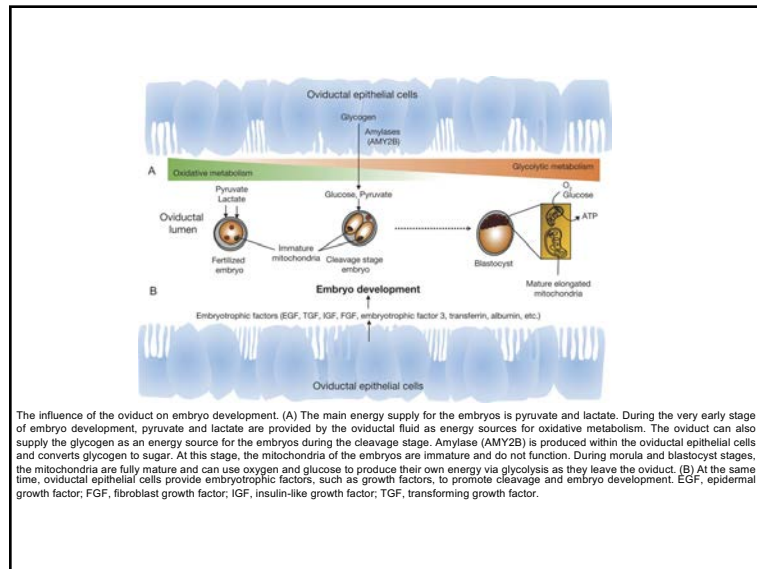 Oviductal epithelial cells
Glycogen
Amylases
(AMY2B)
A
Oxidative metabolism
Glycolytic metabolism
Pyruvate
Lactate
Glucose, Pyruvate
O2
Glucose
ATP
Oviductal
lumen
Immature
mitochondria
Fertilized
embryo
Cleavage stage
embryo
Blastocyst
Mature elongated
mitochondria
B
Embryo development
Embryotrophic factors (EGF, TGF, IGF, FGF, embryotrophic factor 3, transferrin, albumin, etc.)
Oviductal epithelial cells
The influence of the oviduct on embryo development. (A) The main energy supply for the embryos is pyruvate and lactate. During the very early stage
of embryo development, pyruvate and lactate are provided by the oviductal fluid as energy sources for oxidative metabolism. The oviduct can also
supply the glycogen as an energy source for the embryos during the cleavage stage. Amylase (AMY2B) is produced within the oviductal epithelial cells
and converts glycogen to sugar. At this stage, the mitochondria of the embryos are immature and do not function. During morula and blastocyst stages,
the mitochondria are fully mature and can use oxygen and glucose to produce their own energy via glycolysis as they leave the oviduct. (B) At the same
time, oviductal epithelial cells provide embryotrophic factors, such as growth factors, to promote cleavage and embryo development. EGF, epidermal
growth factor; FGF, fibroblast growth factor; IGF, insulin-like growth factor; TGF, transforming growth factor.